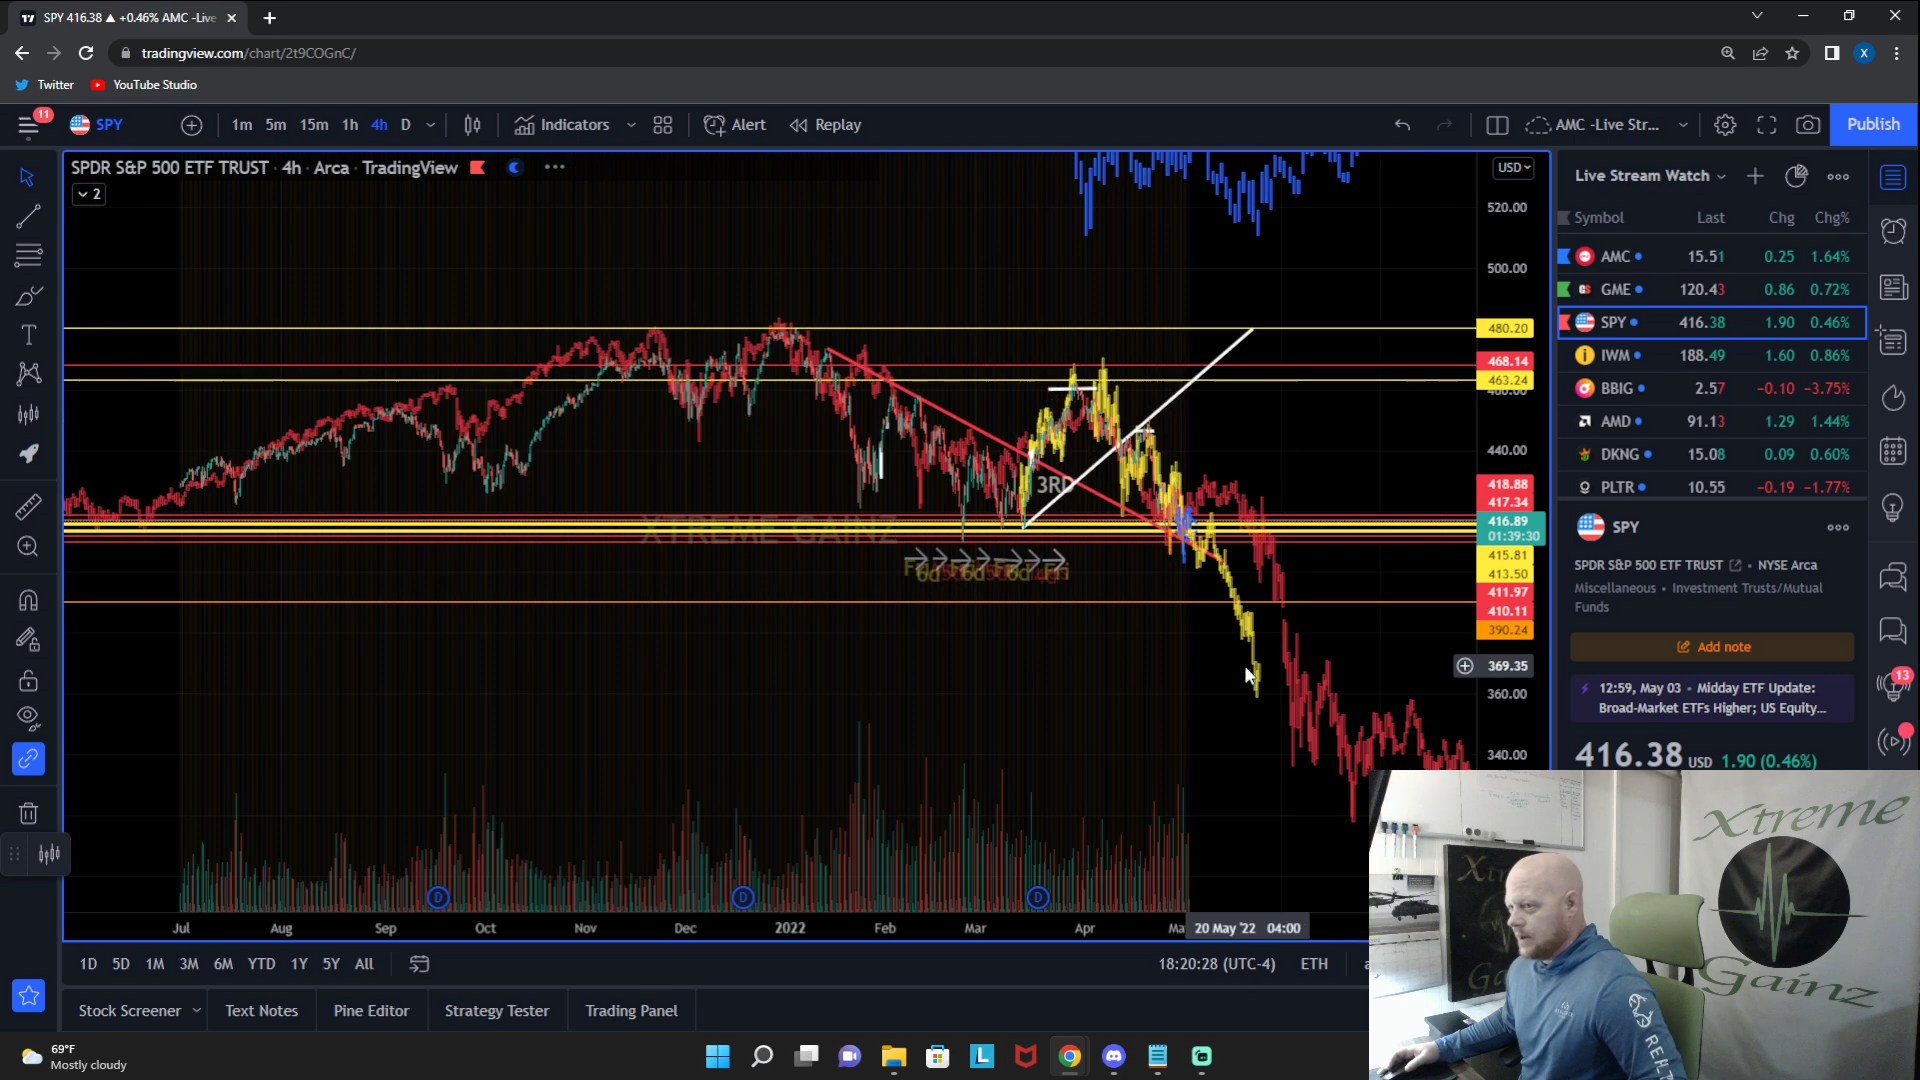 SPY 416.38 ▲ +0.46% AMC -Live
tradingview.com/chart/2t9COGnC/
Twitter
YouTube Studio
11
SPY
1m 5m 15m 1h 4h D
Indicators
Alert
Replay
AMC -Live Str...
Publish
SPDR S&P 500 ETF TRUST · 4h · Arca · TradingView
2
USD
520.00
500.00
480.20
468.14
463.24
440.00
418.88
417.34
416.89
01:39:30
415.81
413.50
411.97
410.11
390.24
369.35
360.00
340.00
3RD
XTREME GAINZ
Jul Aug Sep Oct Nov Dec 2022 Feb Mar Apr Ma 20 May '22 04:00
1D 5D 1M 3M 6M YTD 1Y 5Y All
18:20:28 (UTC-4) ETH
Stock Screener
Text Notes
Pine Editor
Strategy Tester
Trading Panel
Live Stream Watch
Symbol Last Chg Chg%
AMC 15.51 0.25 1.64%
GME 120.43 0.86 0.72%
SPY 416.38 1.90 0.46%
IWM 188.49 1.60 0.86%
BBIG 2.57 -0.10 -3.75%
AMD 91.13 1.29 1.44%
DKNG 15.08 0.09 0.60%
PLTR 10.55 -0.19 -1.77%
SPY
SPDR S&P 500 ETF TRUST • NYSE Arca
Miscellaneous • Investment Trusts/Mutual
Funds
Add note
12:59, May 03 • Midday ETF Update:
Broad-Market ETFs Higher; US Equity...
416.38 USD 1.90 (0.46%)
13
Xtreme
Gainz
69°F
Mostly cloudy